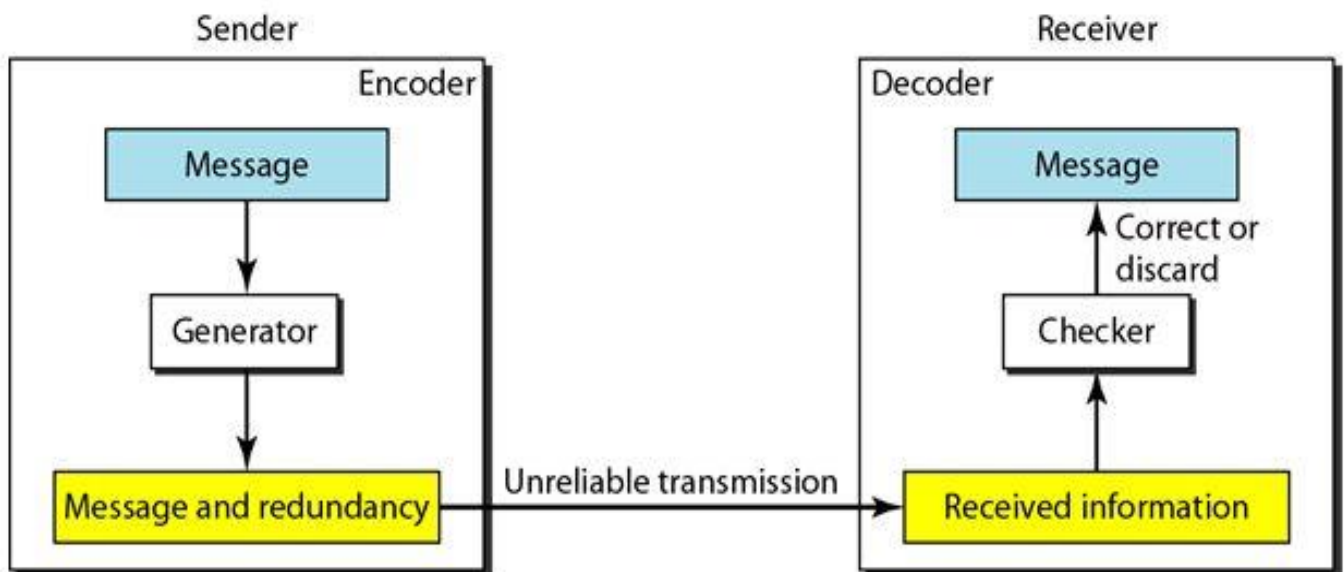 Sender
Encoder
Message
Generator
Message and redundancy
Unreliable transmission
Receiver
Decoder
Message
Correct or
discard
Checker
Received information